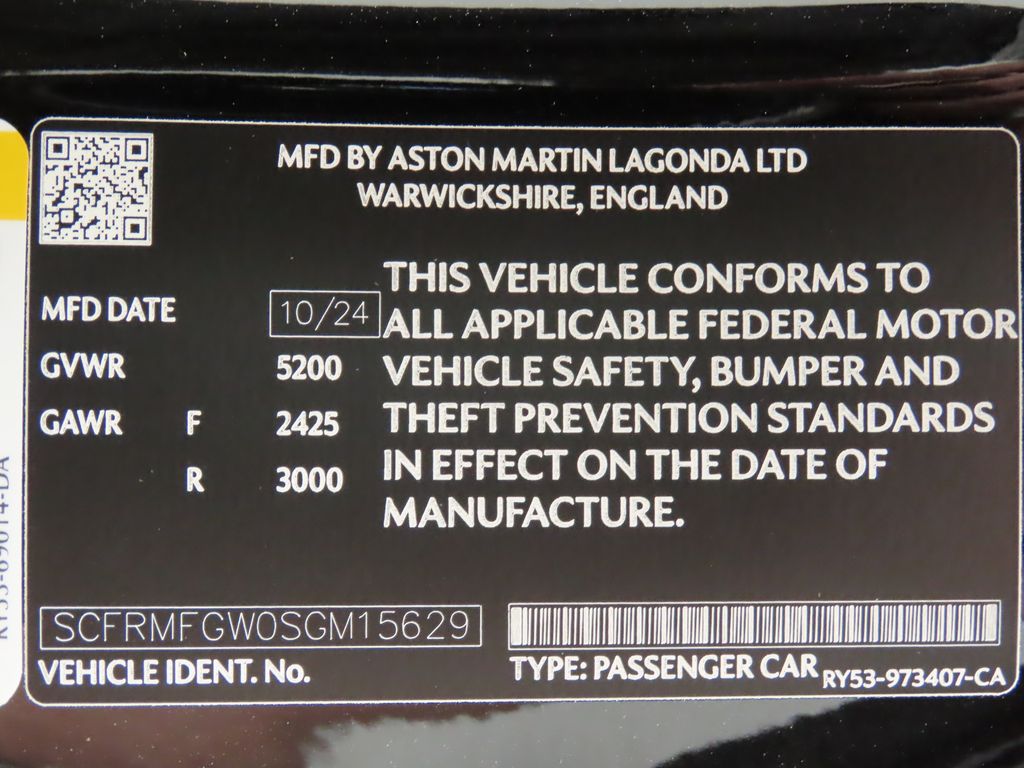 MFD BY ASTON MARTIN LAGONDA LTD
WARWICKSHIRE, ENGLAND
MFD DATE 10/24
GVWR 5200
GAWR F 2425
R 3000
THIS VEHICLE CONFORMS TO
ALL APPLICABLE FEDERAL MOTOR
VEHICLE SAFETY, BUMPER AND
THEFT PREVENTION STANDARDS
IN EFFECT ON THE DATE OF
MANUFACTURE.
SCFRMFGW0SGM15629
VEHICLE IDENT. No.
TYPE: PASSENGER CAR
RY53-973407-CA